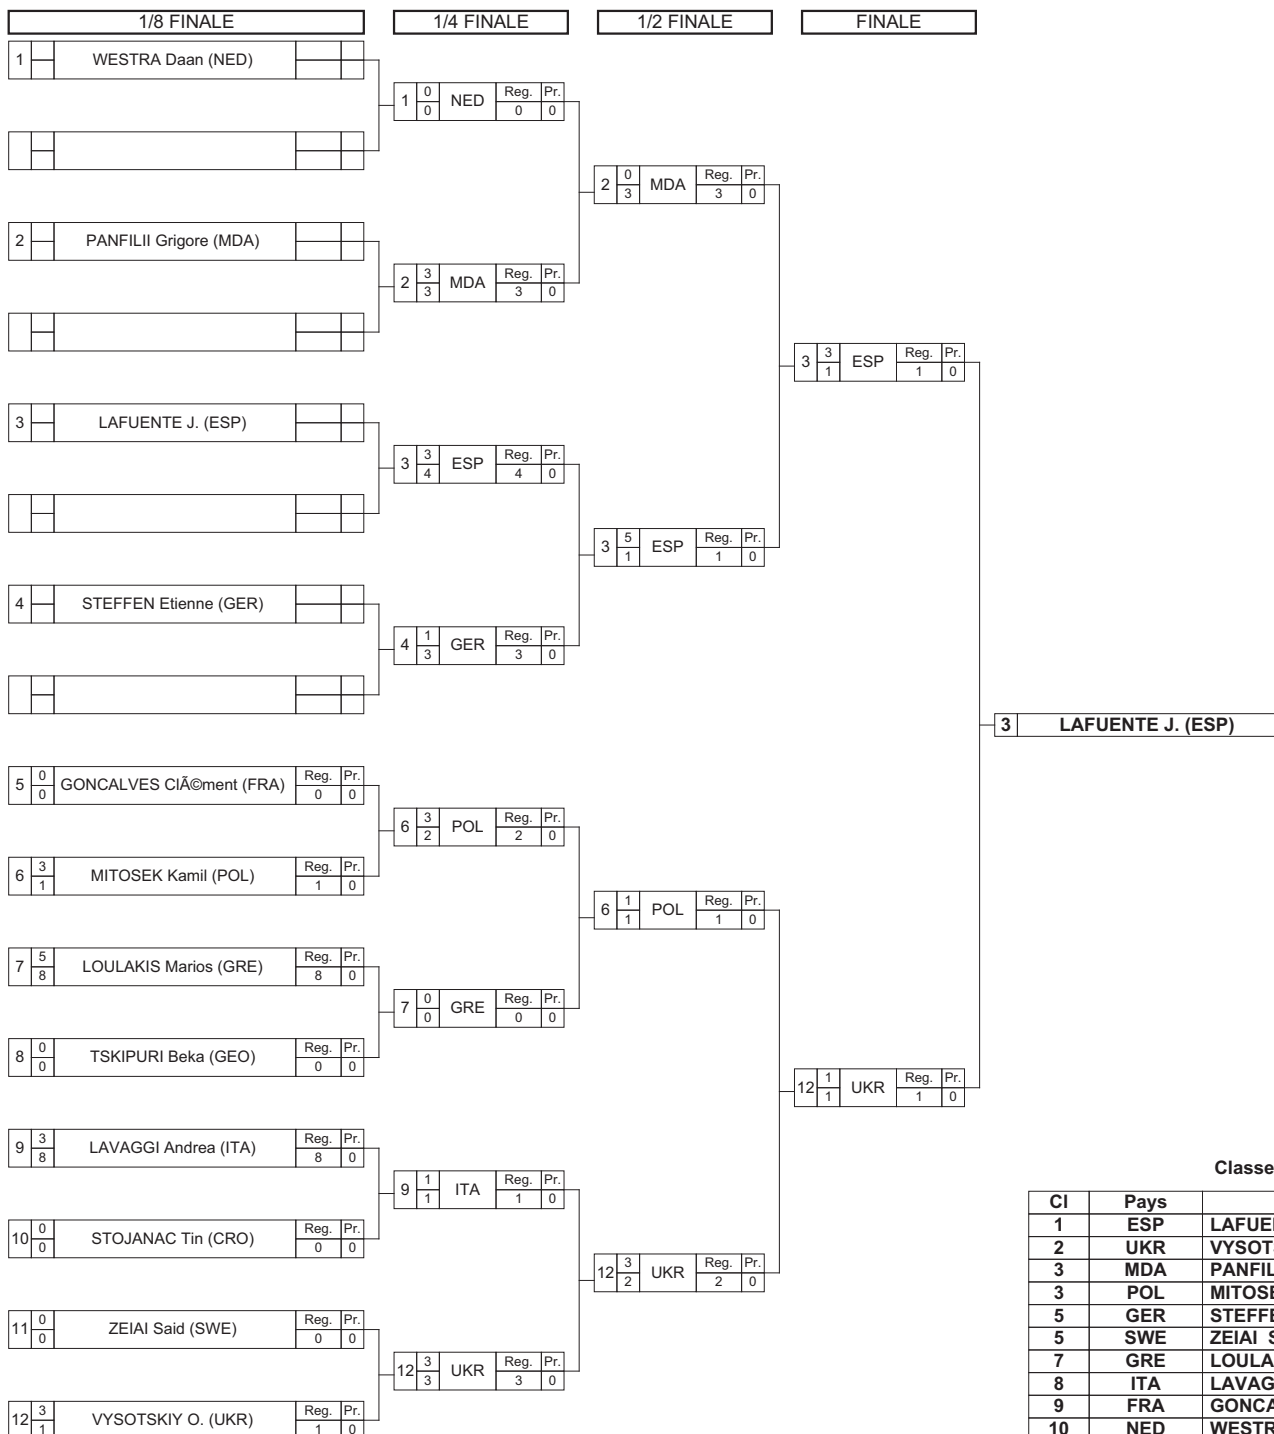 1/8 FINALE 1/4 FINALE 1/2 FINALE FINALE
1 WESTRA Daan (NED)
1 0 0 NED Reg. Pr. 0 0
2 0 3 MDA Reg. Pr. 3 0
2 PANFILII Grigore (MDA)
2 3 3 MDA Reg. Pr. 3 0
3 3 1 ESP Reg. Pr. 1 0
3 LAFUENTE J. (ESP)
3 3 4 ESP Reg. Pr. 4 0
3 5 1 ESP Reg. Pr. 1 0
4 STEFFEN Etienne (GER)
4 1 3 GER Reg. Pr. 3 0
3 LAFUENTE J. (ESP)
5 0 0 GONCALVES ClÃ©ment (FRA) Reg. Pr. 0 0
6 3 2 POL Reg. Pr. 2 0
6 3 1 MITOSEK Kamil (POL) Reg. Pr. 1 0
6 1 1 POL Reg. Pr. 1 0
7 5 8 LOULAKIS Marios (GRE) Reg. Pr. 8 0
7 0 0 GRE Reg. Pr. 0 0
8 0 0 TSKIPURI Beka (GEO) Reg. Pr. 0 0
12 1 1 UKR Reg. Pr. 1 0
9 3 8 LAVAGGI Andrea (ITA) Reg. Pr. 8 0
9 1 1 ITA Reg. Pr. 1 0
10 0 0 STOJANAC Tin (CRO) Reg. Pr. 0 0
12 3 2 UKR Reg. Pr. 2 0
11 0 0 ZEIAI Said (SWE) Reg. Pr. 0 0
12 3 3 UKR Reg. Pr. 3 0
12 3 1 VYSOTSKIY O. (UKR) Reg. Pr. 1 0
Classe
Cl Pays
1 ESP LAFUE
2 UKR VYSOT
3 MDA PANFIL
3 POL MITOSE
5 GER STEFFE
5 SWE ZEIAI S
7 GRE LOULA
8 ITA LAVAG
9 FRA GONCA
10 NED WESTR